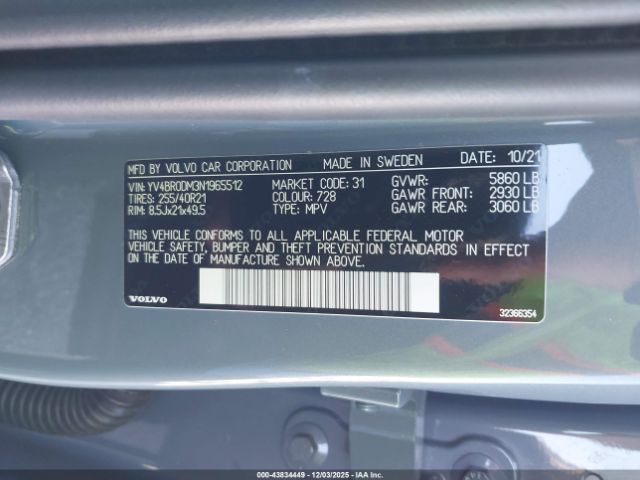 MFD BY VOLVO CAR CORPORATION MADE IN SWEDEN DATE: 10/21
VIN: YV4BR0DM3N1965512 MARKET CODE: 31 GVWR: 5860 LB
TIRES: 255/40R21 COLOUR: 728 GAWR FRONT: 2930 LB
RIM: 8.5Jx21x49.5 TYPE: MPV GAWR REAR: 3060 LB
THIS VEHICLE CONFORMS TO ALL APPLICABLE FEDERAL MOTOR
VEHICLE SAFETY, BUMPER AND THEFT PREVENTION STANDARDS IN EFFECT
ON THE DATE OF MANUFACTURE SHOWN ABOVE.
VOLVO 32366354
000-43834449 - 12/03/2025 - IAAI.CA